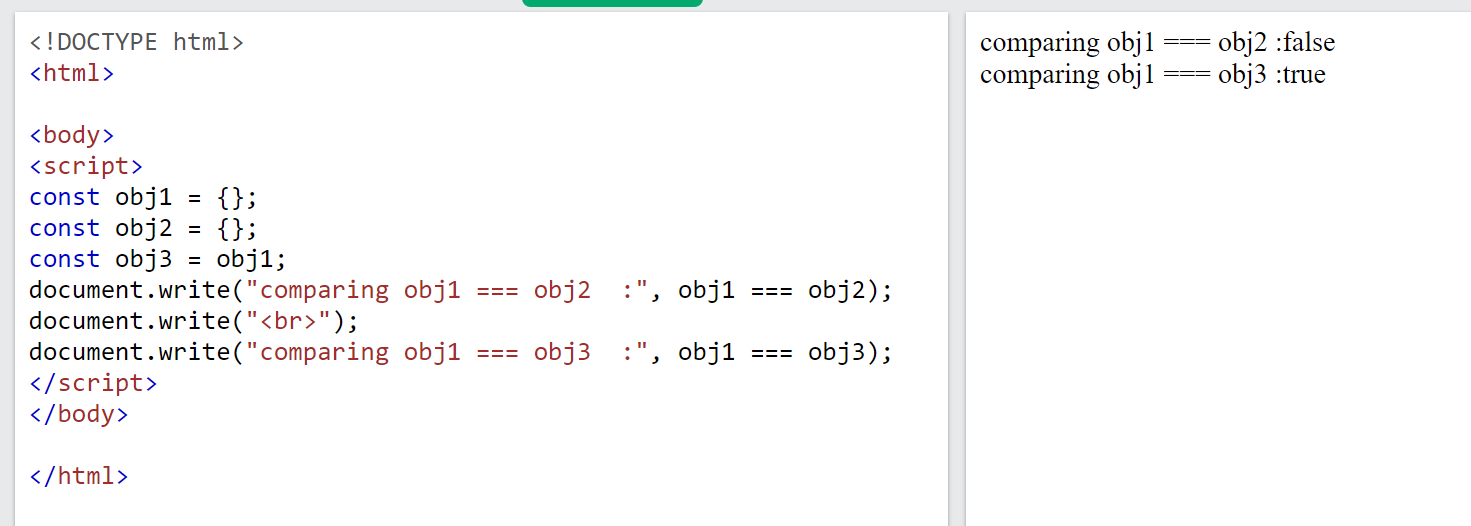 <!DOCTYPE html>
<html>
<body>
<script>
const obj1 = {};
const obj2 = {};
const obj3 = obj1;
document.write("comparing obj1 === obj2  :", obj1 === obj2);
document.write("<br>");
document.write("comparing obj1 === obj3  :", obj1 === obj3);
</script>
</body>
</html>
comparing obj1 === obj2 :false
comparing obj1 === obj3 :true